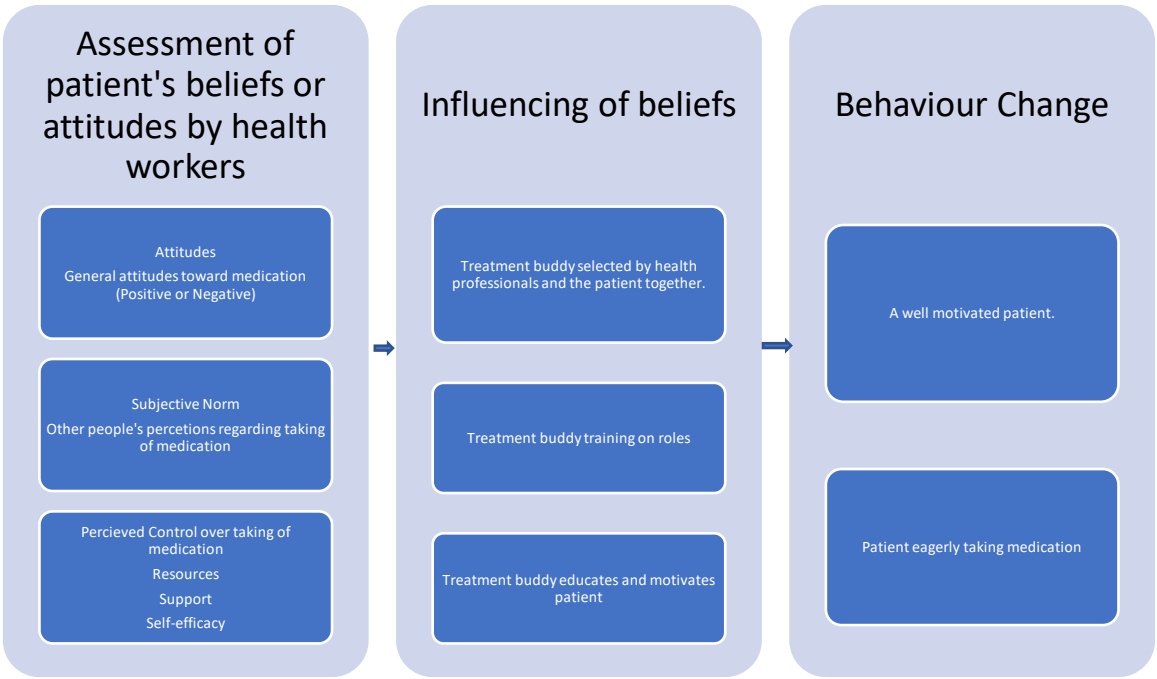 Assessment of
patient's beliefs or
attitudes by health
workers
Attitudes
General attitudes toward medication
(Positive or Negative)
Subjective Norm
Other people's percetions regarding taking
of medication
Percieved Control over taking of
medication
Resources
Support
Self-efficacy
Influencing of beliefs
Treatment buddy selected by health
professionals and the patient together.
Treatment buddy training on roles
Treatment buddy educates and motivates
patient
Behaviour Change
A well motivated patient.
Patient eagerly taking medication